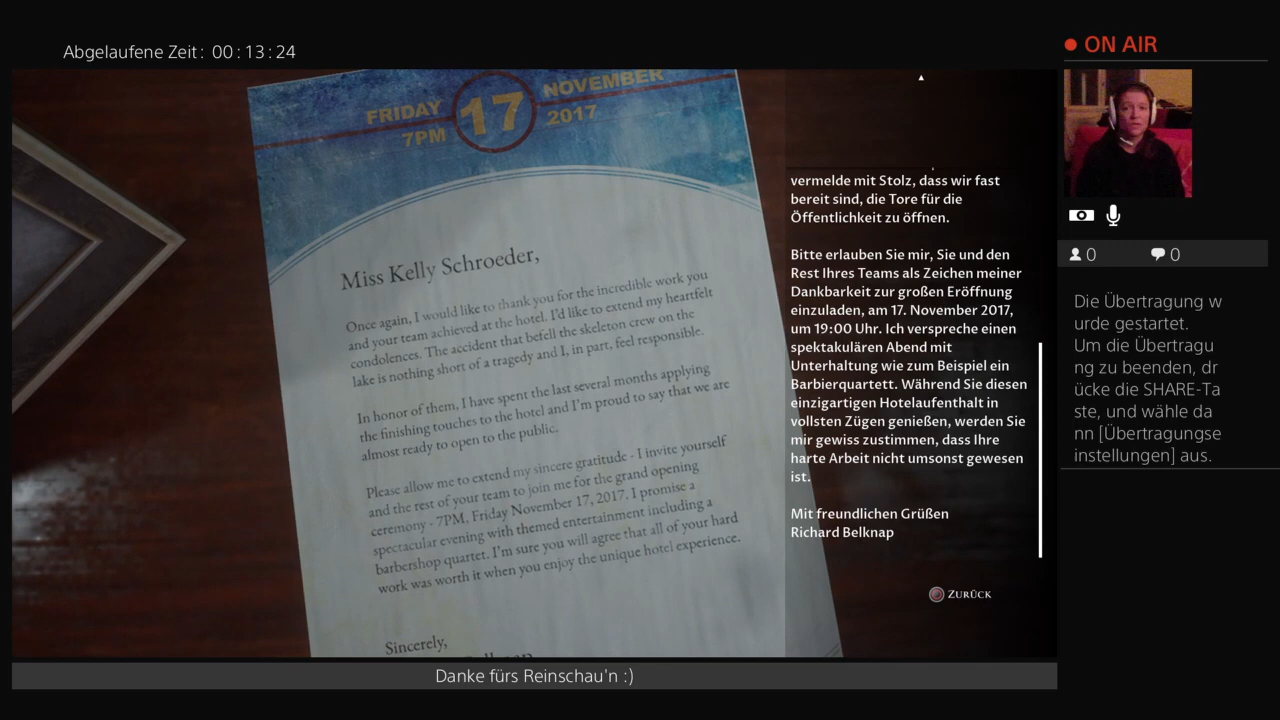 Abgelaufene Zeit: 00:13:24
ON AIR
FRIDAY
7PM
17
NOVEMBER
2017
Miss Kelly Schroeder,
Once again, I would like to thank you for the incredible work you
and your team achieved at the hotel. I'd like to extend my heartfelt
condolences. The accident that befell the skeleton crew on the
lake is nothing short of a tragedy and I, in part, feel responsible.
In honor of them, I have spent the last several months applying
the finishing touches to the hotel and I'm proud to say that we are
almost ready to open to the public.
Please allow me to extend my sincere gratitude - I invite yourself
and the rest of your team to join me for the grand opening
ceremony - 7PM, Friday November 17, 2017. I promise a
spectacular evening with themed entertainment including a
barbershop quartet. I'm sure you will agree that all of your hard
work was worth it when you enjoy the unique hotel experience.
Sincerely,
vermelde mit Stolz, dass wir fast
bereit sind, die Tore für die
Öffentlichkeit zu öffnen.
Bitte erlauben Sie mir, Sie und den
Rest Ihres Teams als Zeichen meiner
Dankbarkeit zur großen Eröffnung
einzuladen, am 17. November 2017,
um 19:00 Uhr. Ich verspreche einen
spektakulären Abend mit
Unterhaltung wie zum Beispiel ein
Barbierquartett. Während Sie diesen
einzigartigen Hotelaufenthalt in
vollsten Zügen genießen, werden Sie
mir gewiss zustimmen, dass Ihre
harte Arbeit nicht umsonst gewesen
ist.
Mit freundlichen Grüßen
Richard Belknap
ZURÜCK
0
0
Die Übertragung w
urde gestartet.
Um die Übertragu
ng zu beenden, dr
ücke die SHARE-Ta
ste, und wähle da
nn [Übertragungse
instellungen] aus.
Danke fürs Reinschau'n :)